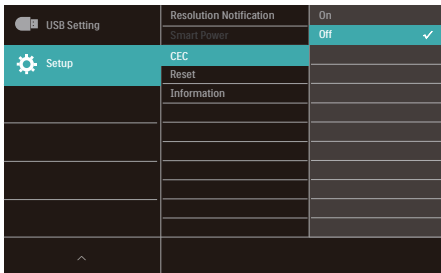 USB Setting
Setup
Resolution Notification
Smart Power
CEC
Reset
Information
On
Off